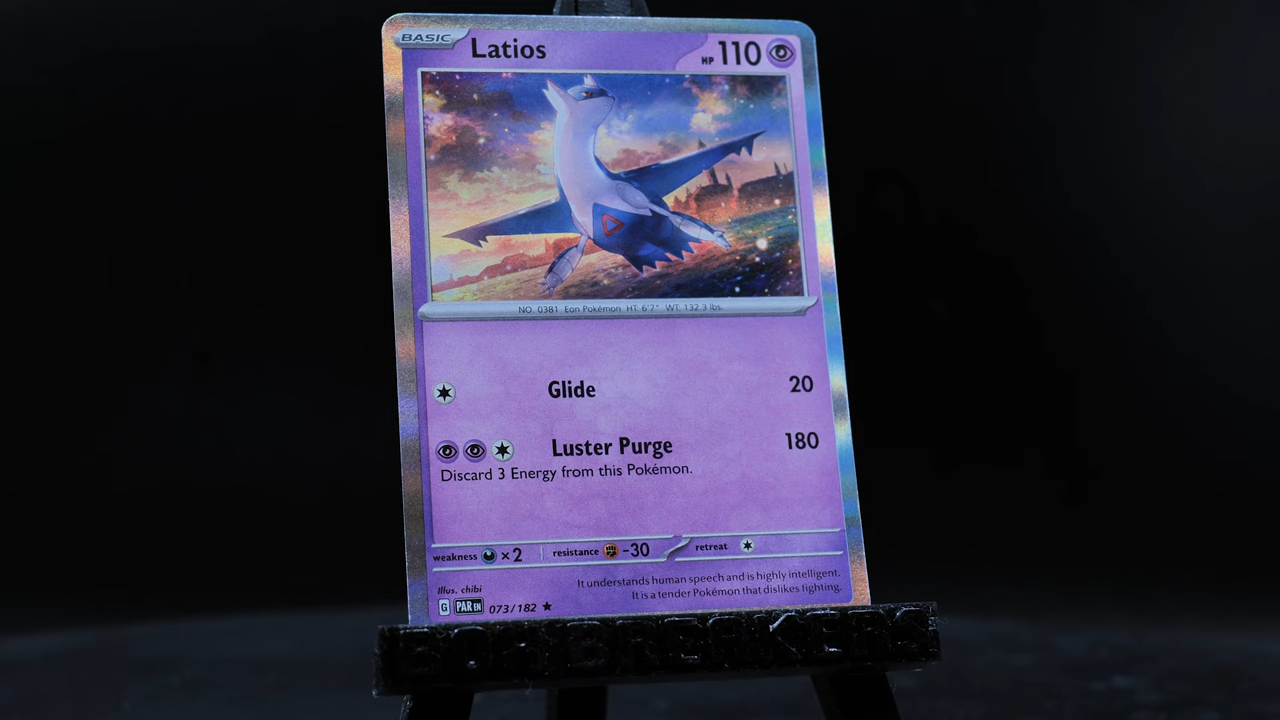 BASIC Latios HP 110
NO. 0381 Eon Pokémon HT: 6'7" WT: 132.3 lbs.
Glide 20
Luster Purge 180
Discard 3 Energy from this Pokémon.
weakness ×2 resistance -30 retreat
Illus. chibi
It understands human speech and is highly intelligent.
It is a tender Pokémon that dislikes fighting.
G PAR EN 073/182